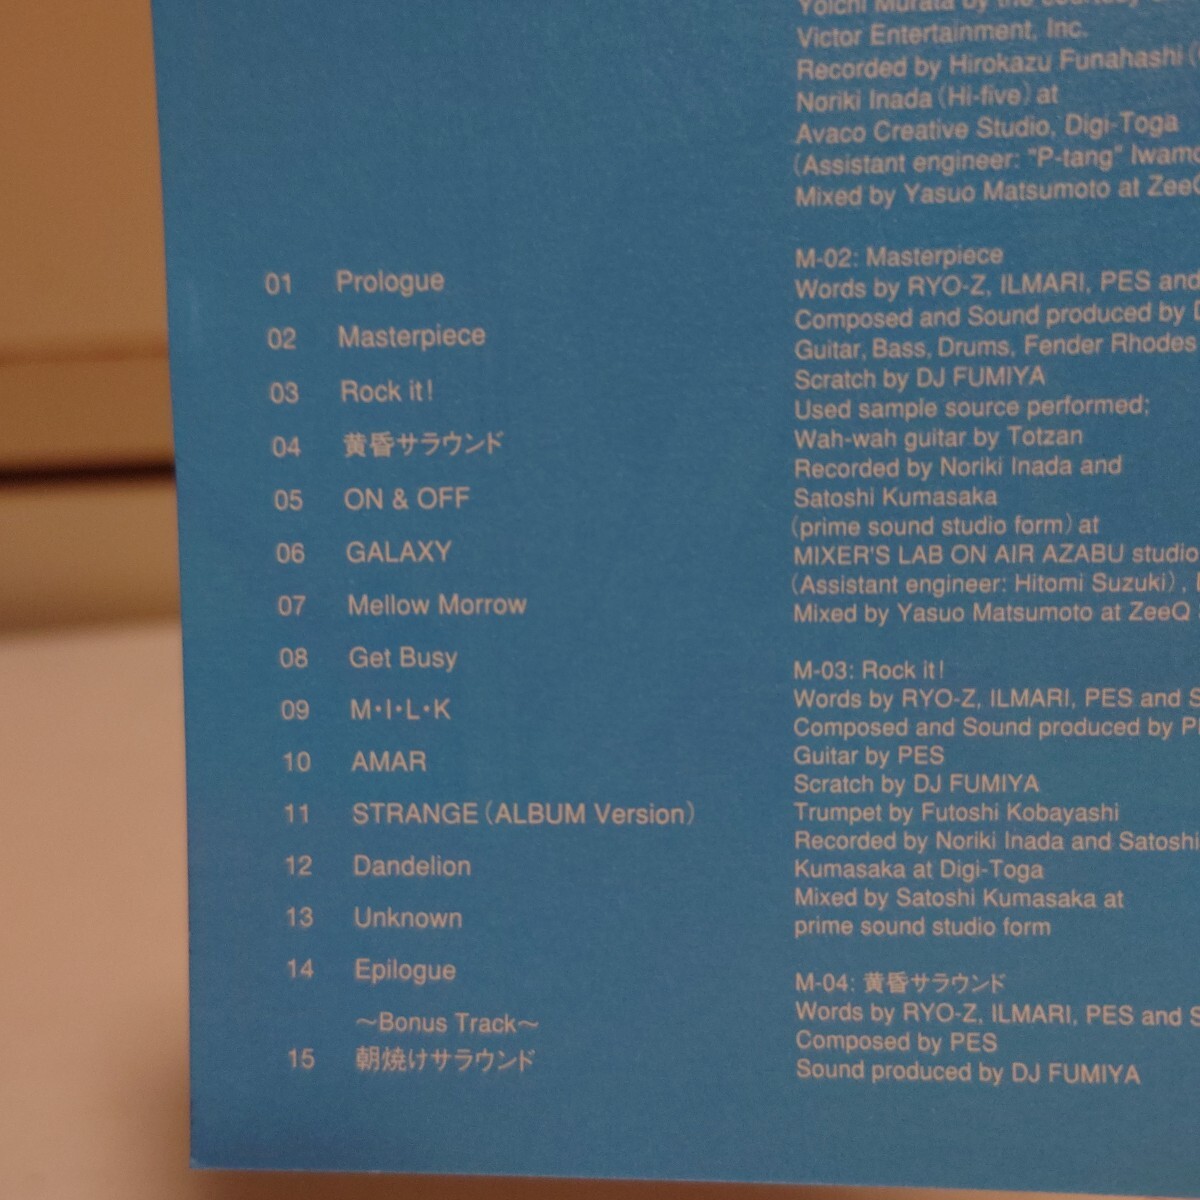 01 Prologue
02 Masterpiece
03 Rock it!
04 黄昏サラウンド
05 ON & OFF
06 GALAXY
07 Mellow Morrow
08 Get Busy
09 M・I・L・K
10 AMAR
11 STRANGE（ALBUM Version）
12 Dandelion
13 Unknown
14 Epilogue
～Bonus Track～
15 朝焼けサラウンド
Yoichi Murata by the courtesy
Victor Entertainment, Inc.
Recorded by Hirokazu Funahashi（
Noriki Inada（Hi-five）at
Avaco Creative Studio, Digi-Toga
（Assistant engineer: "P-tang"
Mixed by Yasuo Matsumoto at
M-02: Masterpiece
Words by RYO-Z, ILMARI, PES and
Composed and Sound produced by
Guitar, Bass, Drums, Fender Rhodes
Scratch by DJ FUMIYA
Used sample source performed:
Wah-wah guitar by Totzan
Recorded by Noriki Inada and
Satoshi Kumasaka
（prime sound studio form）at
MIXER'S LAB ON AIR AZABU studio
（Assistant engineer: Hitomi Suzuki）,
Mixed by Yasuo Matsumoto at ZeeQ
M-03: Rock it!
Words by RYO-Z, ILMARI, PES and
Composed and Sound produced by
Guitar by PES
Scratch by DJ FUMIYA
Trumpet by Futoshi Kobayashi
Recorded by Noriki Inada and Satoshi
Kumasaka at Digi-Toga
Mixed by Satoshi Kumasaka at
prime sound studio form
M-04: 黄昏サラウンド
Words by RYO-Z, ILMARI, PES and
Composed by PES
Sound produced by DJ FUMIYA